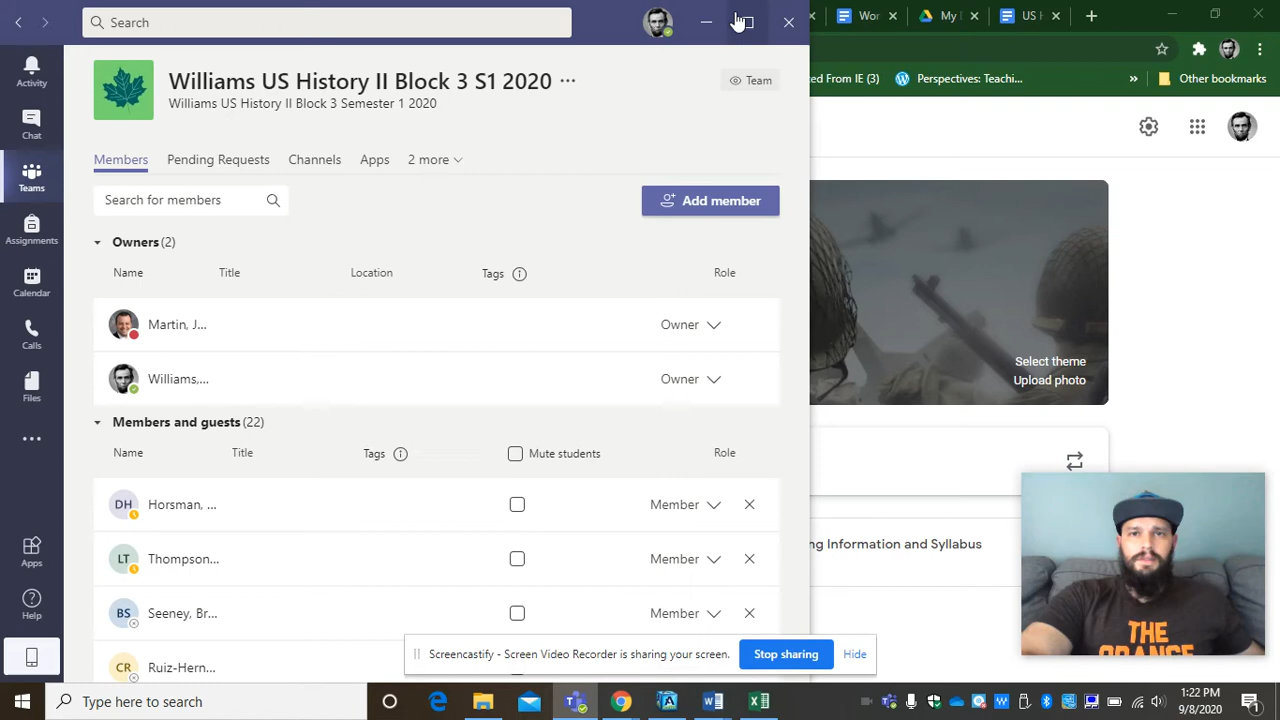 Search
Wor
My
US H
ted From IE (3)
Perspectives: Teachi...
Other bookmarks
Activity
Chat
Teams
Assignments
Calendar
Calls
Files
Apps
Help
Williams US History II Block 3 S1 2020 ...
Team
Williams US History II Block 3 Semester 1 2020
Members Pending Requests Channels Apps 2 more
Search for members
Add member
Owners (2)
Name Title Location Tags Role
Martin, J... Owner
Williams,... Owner
Members and guests (22)
Name Title Tags Mute students Role
DH Horsman, ... Member
LT Thompson... Member
BS Seeney, Br... Member
CR Ruiz-Hern...
Select theme
Upload photo
ng Information and Syllabus
THE
ORANGE
Screencastify - Screen Video Recorder is sharing your screen. Stop sharing Hide
Type here to search
1:22 PM
9/8/2020
1